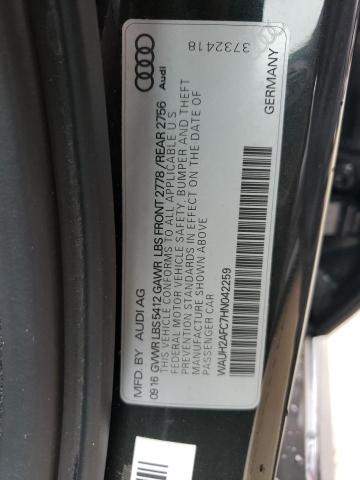 MFD. BY AUDI AG
09 16 GVWR LBS 5412 GAWR LBS FRONT 2778 / REAR 2756
THIS VEHICLE CONFORMS TO ALL APPLICABLE U S
FEDERAL MOTOR VEHICLE SAFETY, BUMPER AND THEFT
PREVENTION STANDARDS IN EFFECT ON THE DATE OF
MANUFACTURE SHOWN ABOVE
PASSENGER CAR
WAUH2AFC7HN042259
Audi
3732418
GERMANY